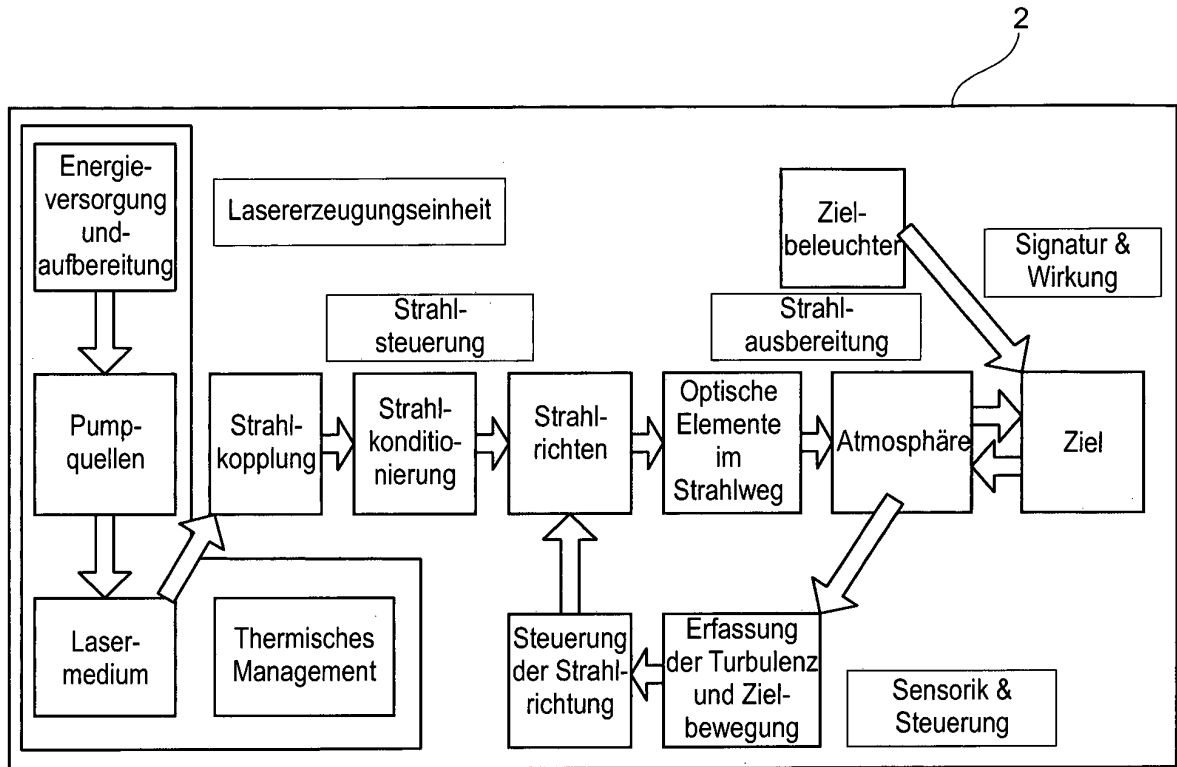 2
Energie-
versorgung
und-
aufbereitung
Lasererzeugungseinheit
Ziel-
beleuchter
Signatur &
Wirkung
Strahl-
steuerung
Strahl-
ausbereitung
Pump-
quellen
Strahl-
kopplung
Strahl-
konditio-
nierung
Strahl-
richten
Optische
Elemente
im
Strahlweg
Atmosphäre
Ziel
Laser-
medium
Thermisches
Management
Steuerung
der Strahl-
richtung
Erfassung
der Turbulenz
und Ziel-
bewegung
Sensorik &
Steuerung